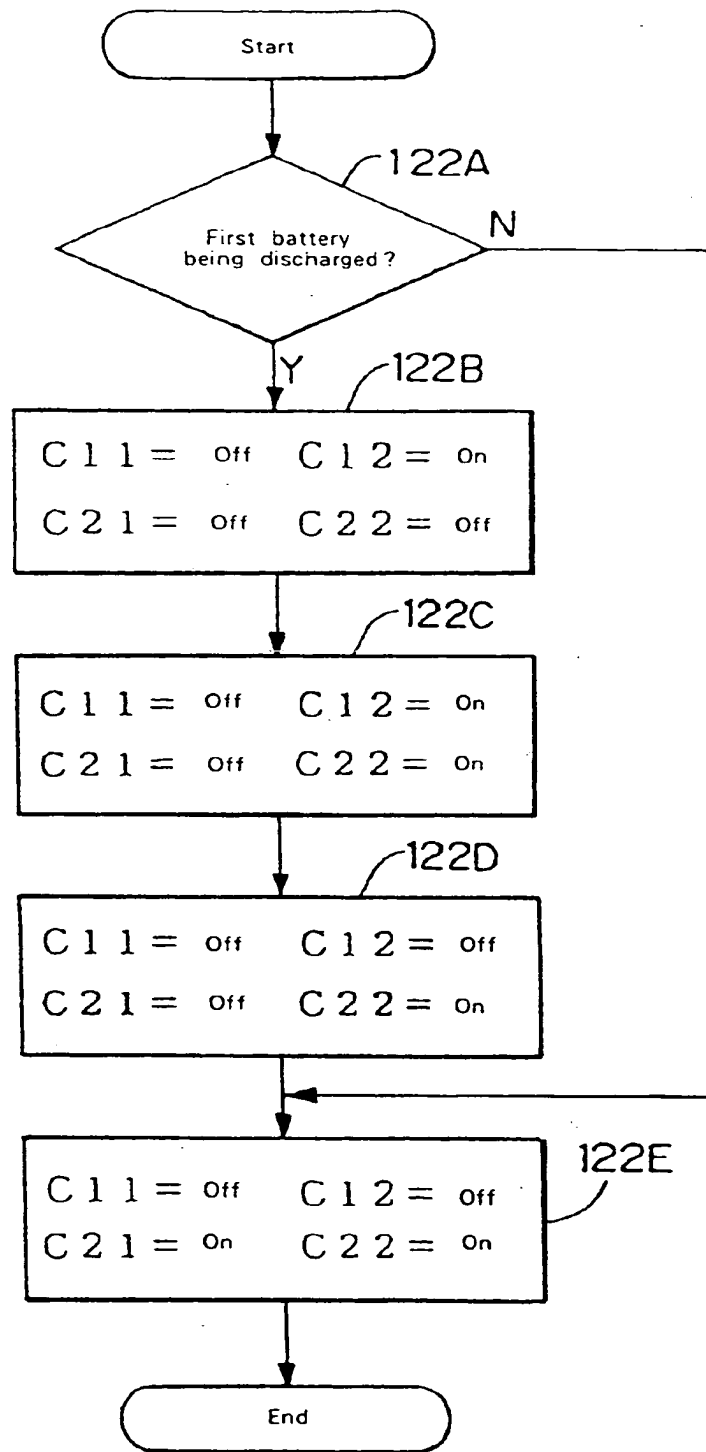 Start
122A
First battery
being discharged?
N
Y
122B
C11= Off C12= On
C21= Off C22= Off
122C
C11= Off C12= On
C21= Off C22= On
122D
C11= Off C12= Off
C21= Off C22= On
122E
C11= Off C12= Off
C21= On C22= On
End